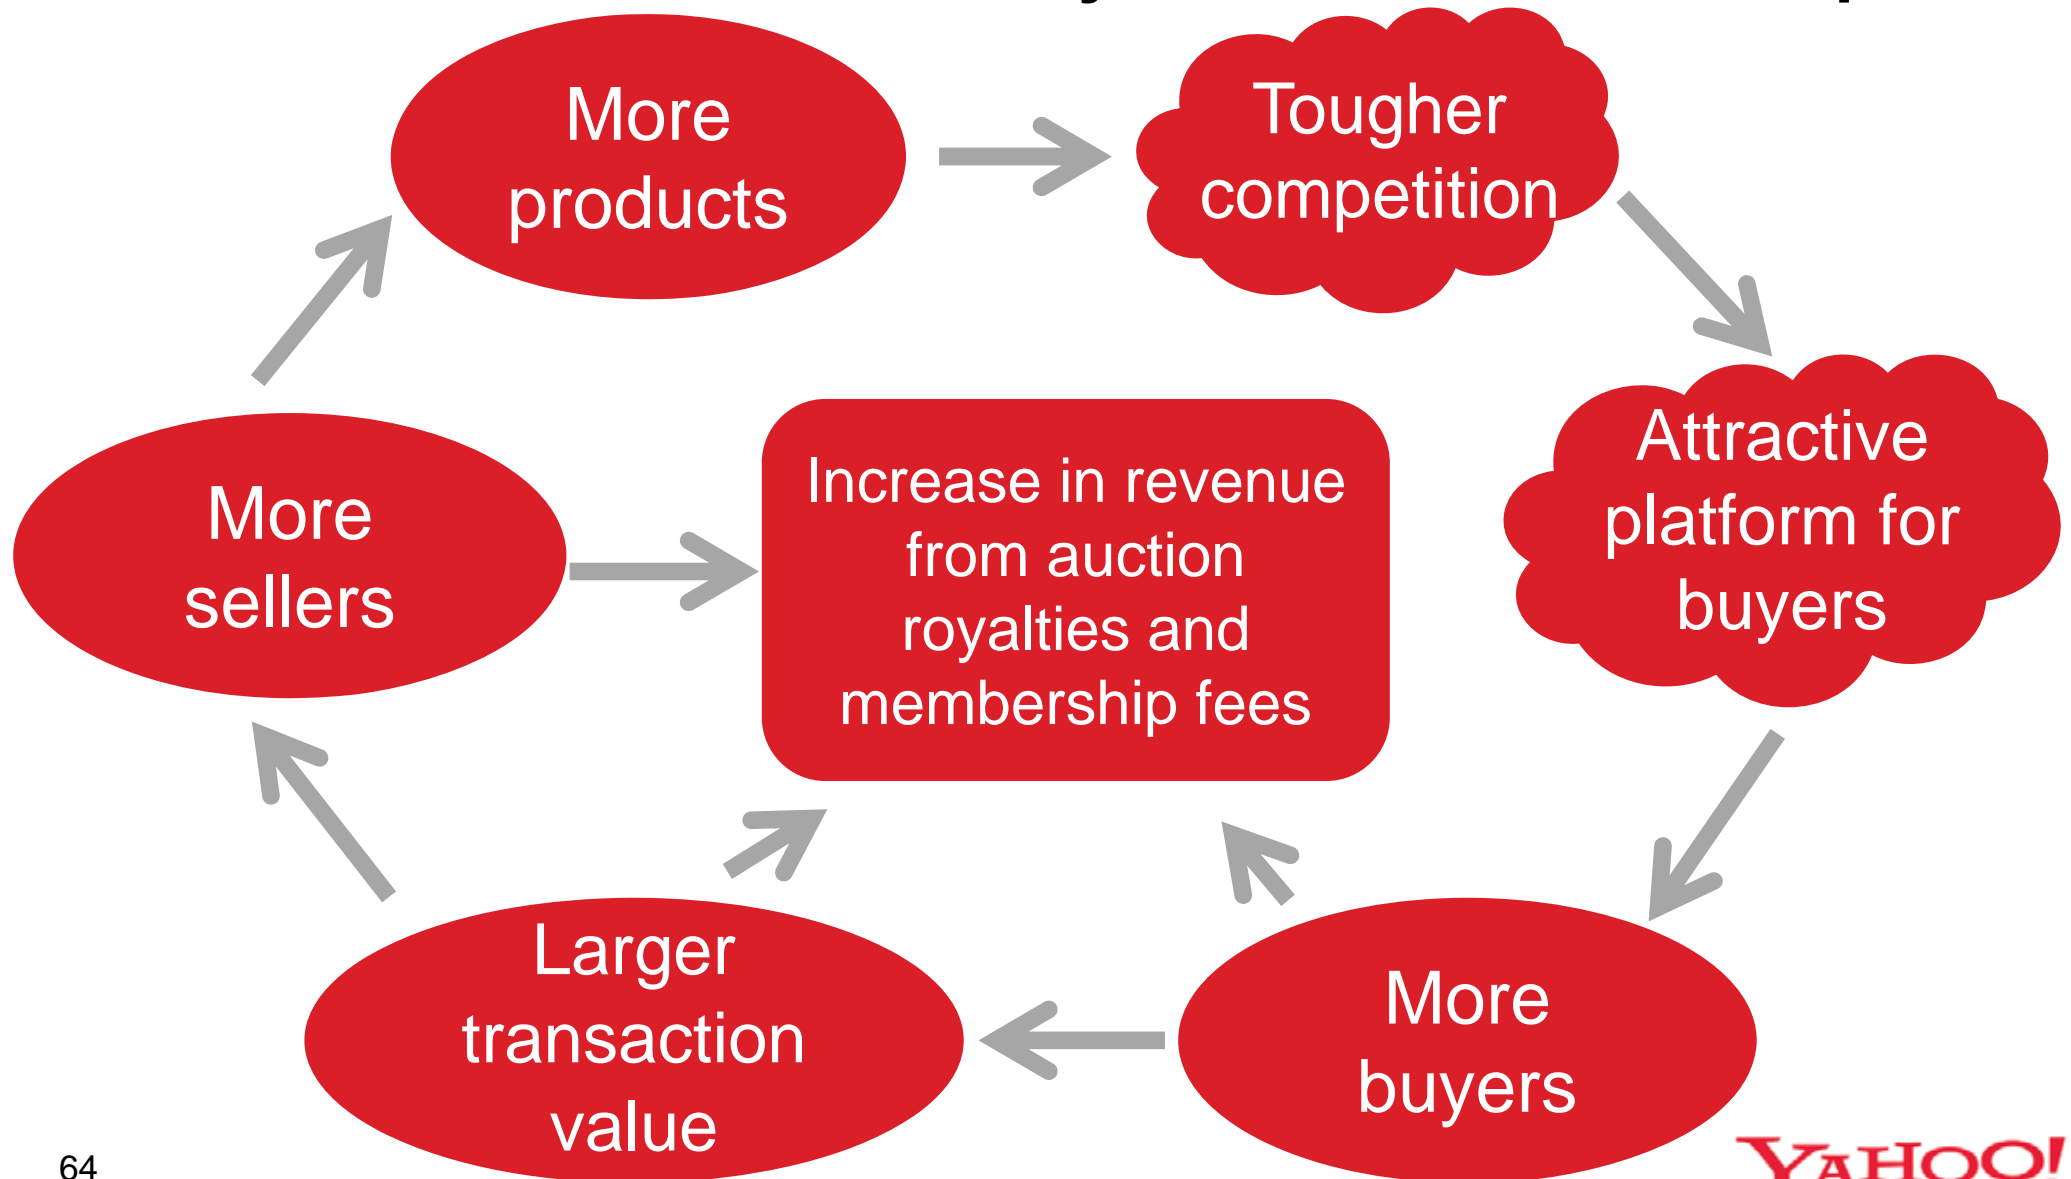 More
products
Tougher
competition
Attractive
platform for
buyers
More
sellers
Increase in revenue
from auction
royalties and
membership fees
Larger
transaction
value
More
buyers
64
YAHOO!